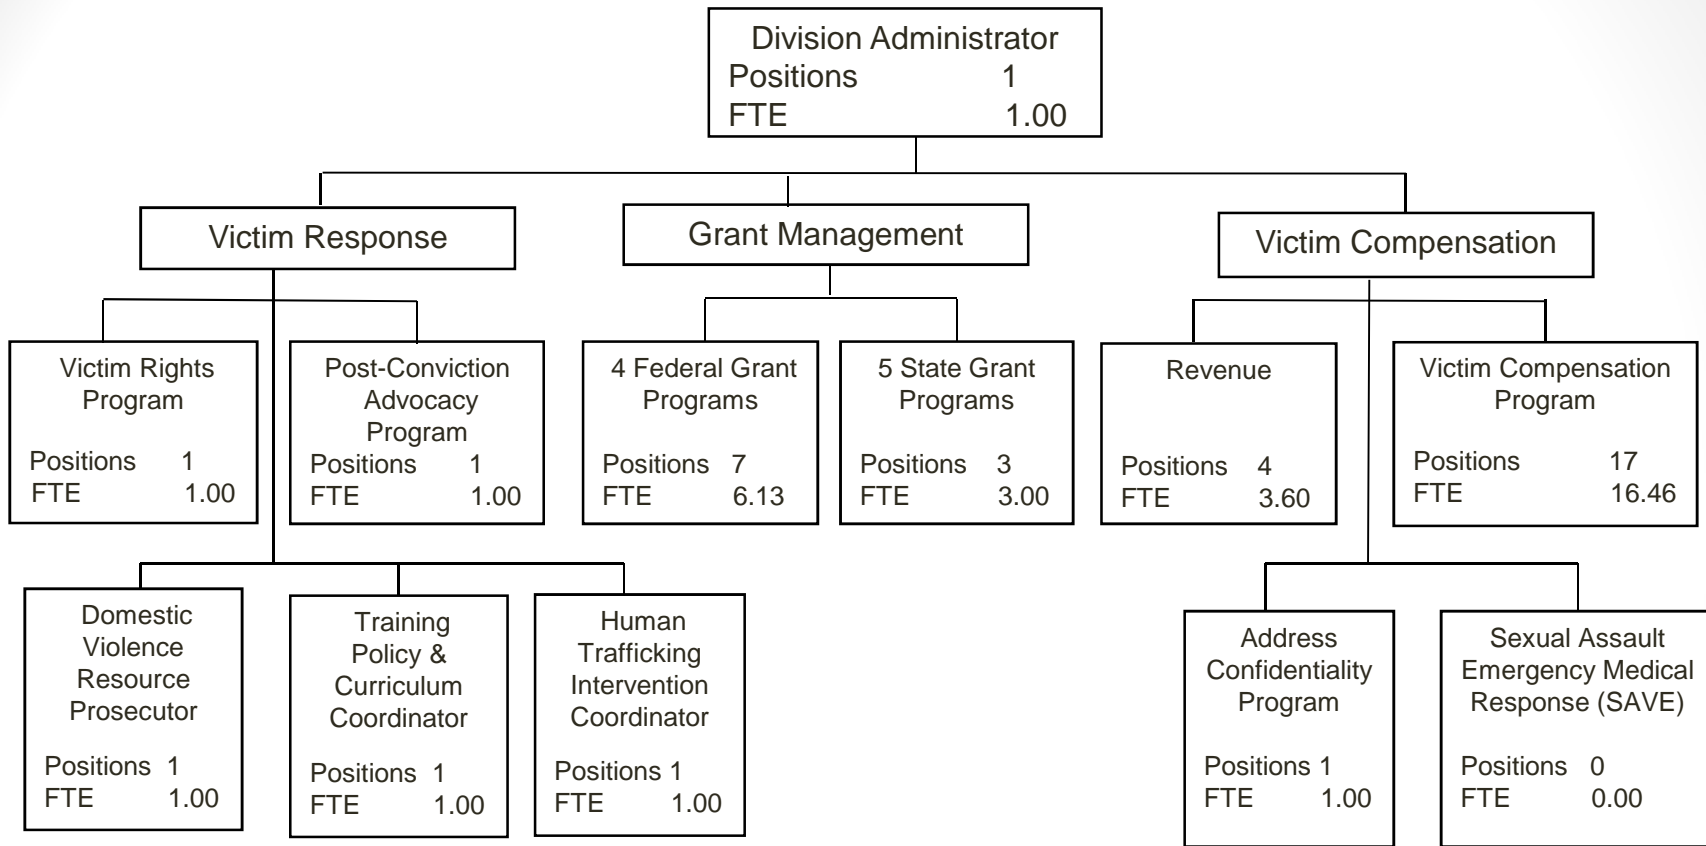 Division Administrator
Positions 1
FTE 1.00
Victim Response
Grant Management
Victim Compensation
Victim Rights
Program
Positions 1
FTE 1.00
Post-Conviction
Advocacy
Program
Positions 1
FTE 1.00
4 Federal Grant
Programs
Positions 7
FTE 6.13
5 State Grant
Programs
Positions 3
FTE 3.00
Revenue
Positions 4
FTE 3.60
Victim Compensation
Program
Positions 17
FTE 16.46
Domestic
Violence
Resource
Prosecutor
Positions 1
FTE 1.00
Training
Policy &
Curriculum
Coordinator
Positions 1
FTE 1.00
Human
Trafficking
Intervention
Coordinator
Positions 1
FTE 1.00
Address
Confidentiality
Program
Positions 1
FTE 1.00
Sexual Assault
Emergency Medical
Response (SAVE)
Positions 0
FTE 0.00